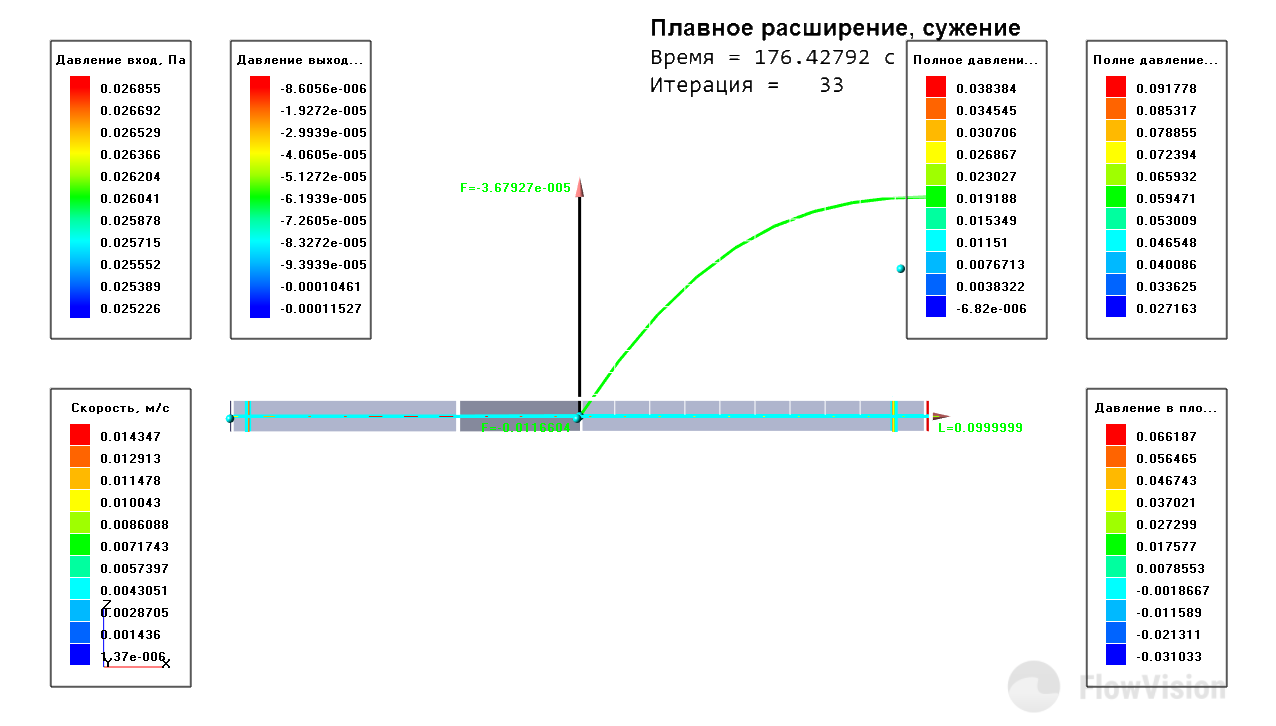 Плавное расширение, сужение
Время = 176.42792 с
Итерация = 33
Давление вход, Па
0.026855
0.026692
0.026529
0.026366
0.026204
0.026041
0.025878
0.025715
0.025552
0.025389
0.025226
Давление выход...
-8.6056e-006
-1.9272e-005
-2.9939e-005
-4.0605e-005
-5.1272e-005
-6.1939e-005
-7.2605e-005
-8.3272e-005
-9.3939e-005
-0.00010461
-0.00011527
F=-3.67927e-005
Полное давлени...
0.038384
0.034545
0.030706
0.026867
0.023027
0.019188
0.015349
0.01151
0.0076713
0.0038322
-6.82e-006
Полне давление...
0.091778
0.085317
0.078855
0.072394
0.065932
0.059471
0.053009
0.046548
0.040086
0.033625
0.027163
L=0.0999999
Скорость, м/с
0.014347
0.012913
0.011478
0.010043
0.0086088
0.0071743
0.0057397
0.0043051
0.0028705
0.001436
1.37e-006
Z
Y
X
Давление в пло...
0.066187
0.056465
0.046743
0.037021
0.027299
0.017577
0.0078553
-0.0018667
-0.011589
-0.021311
-0.031033
FlowVision